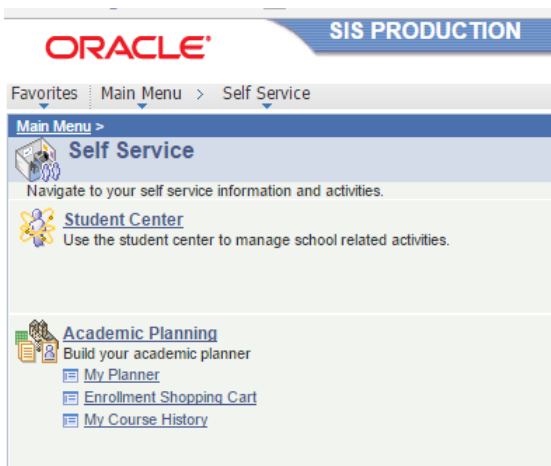 ORACLE'
SIS PRODUCTION
Favorites Main Menu > Self Service
Main Menu >
Self Service
Navigate to your self service information and activities.
Student Center
Use the student center to manage school related activities.
Academic Planning
Build your academic planner
My Planner
Enrollment Shopping Cart
My Course History